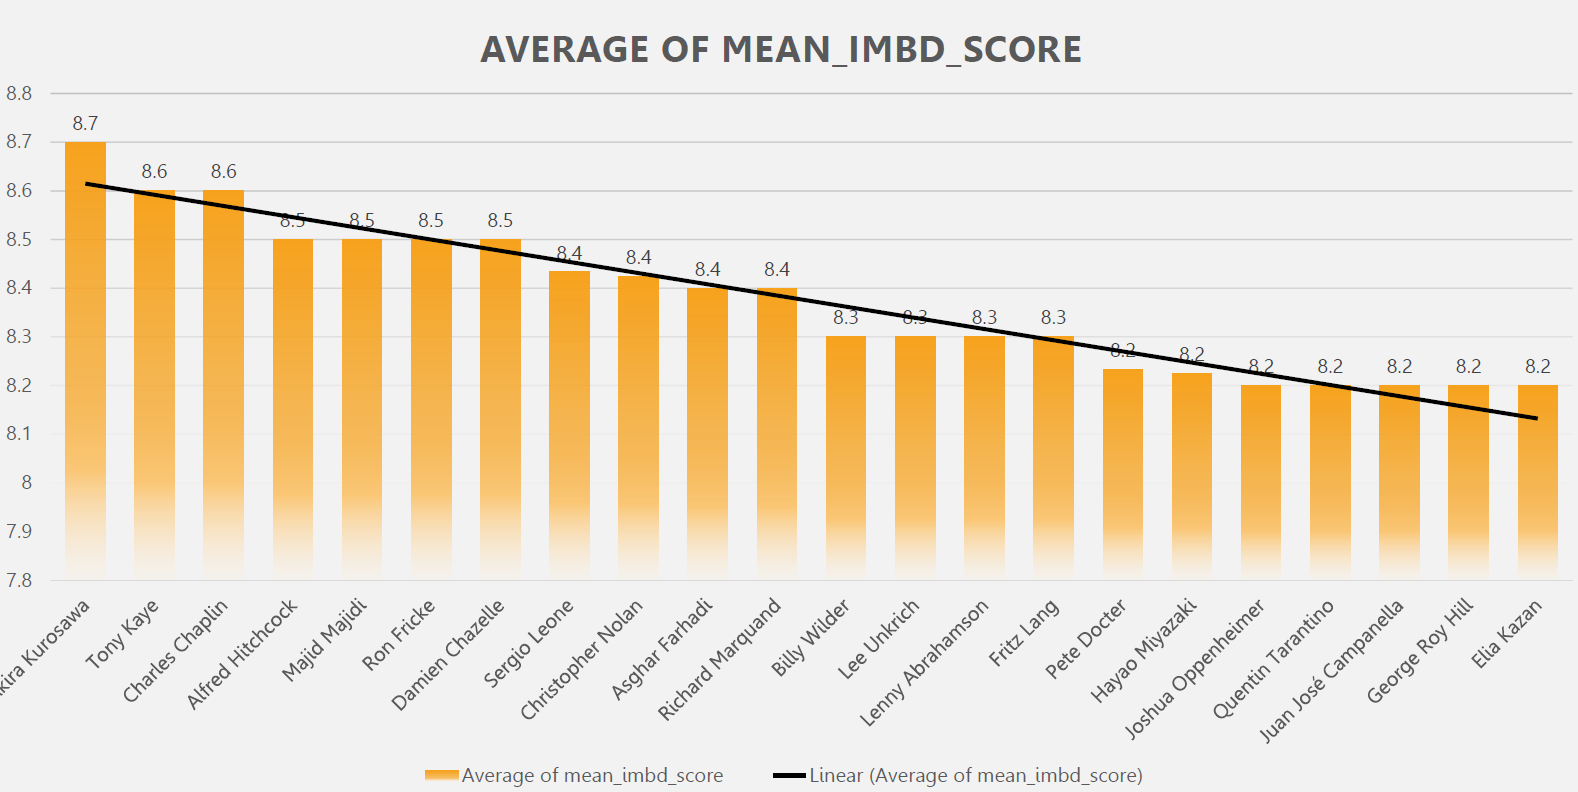 AVERAGE OF MEAN_IMBD_SCORE
8.8
8.7
8.6
8.5
8.4
8.3
8.2
8.1
8
7.9
7.8
8.7
8.6
8.6
8.5
8.5
8.5
8.5
8.4
8.4
8.4
8.4
8.3
8.3
8.3
8.3
8.2
8.2
8.2
8.2
8.2
8.2
8.2
kira Kurosawa
Tony Kaye
Charles Chaplin
Alfred Hitchcock
Majid Majidi
Ron Fricke
Damien Chazelle
Sergio Leone
Christopher Nolan
Asghar Farhadi
Richard Marquand
Billy Wilder
Lee Unkrich
Lenny Abrahamson
Fritz Lang
Pete Docter
Hayao Miyazaki
Joshua Oppenheimer
Quentin Tarantino
Juan José Campanella
George Roy Hill
Elia Kazan
Average of mean_imbd_score
Linear (Average of mean_imbd_score)